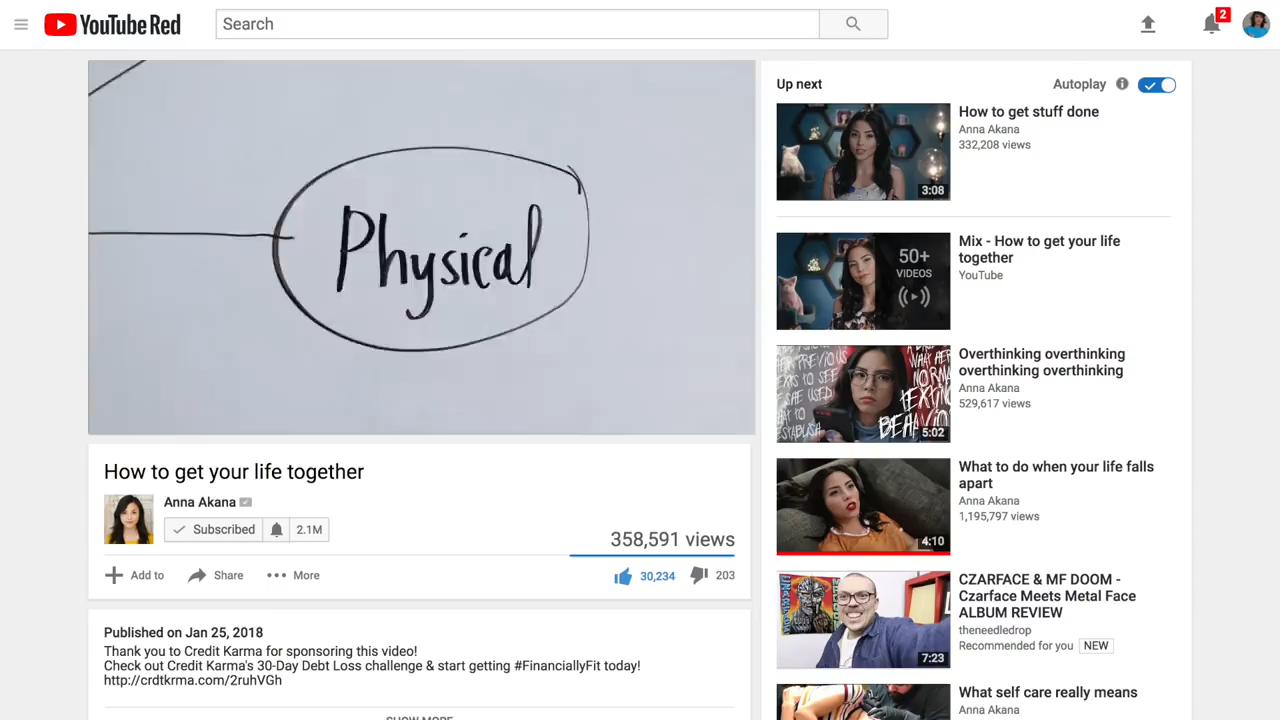 YouTube Red
Search
2
Physical
How to get your life together
Anna Akana
Subscribed
2.1M
358,591 views
Add to
Share
More
30,234
203
Published on Jan 25, 2018
Thank you to Credit Karma for sponsoring this video!
Check out Credit Karma's 30-Day Debt Loss challenge & start getting #FinanciallyFit today!
http://crdtkrma.com/2ruhVGh
SHOW MORE
Up next
Autoplay
3:08
How to get stuff done
Anna Akana
332,208 views
50+
VIDEOS
Mix - How to get your life
together
YouTube
5:02
Overthinking overthinking
overthinking overthinking
Anna Akana
529,617 views
4:10
What to do when your life falls
apart
Anna Akana
1,195,797 views
7:23
CZARFACE & MF DOOM -
Czarface Meets Metal Face
ALBUM REVIEW
theneedledrop
Recommended for you
NEW
What self care really means
Anna Akana